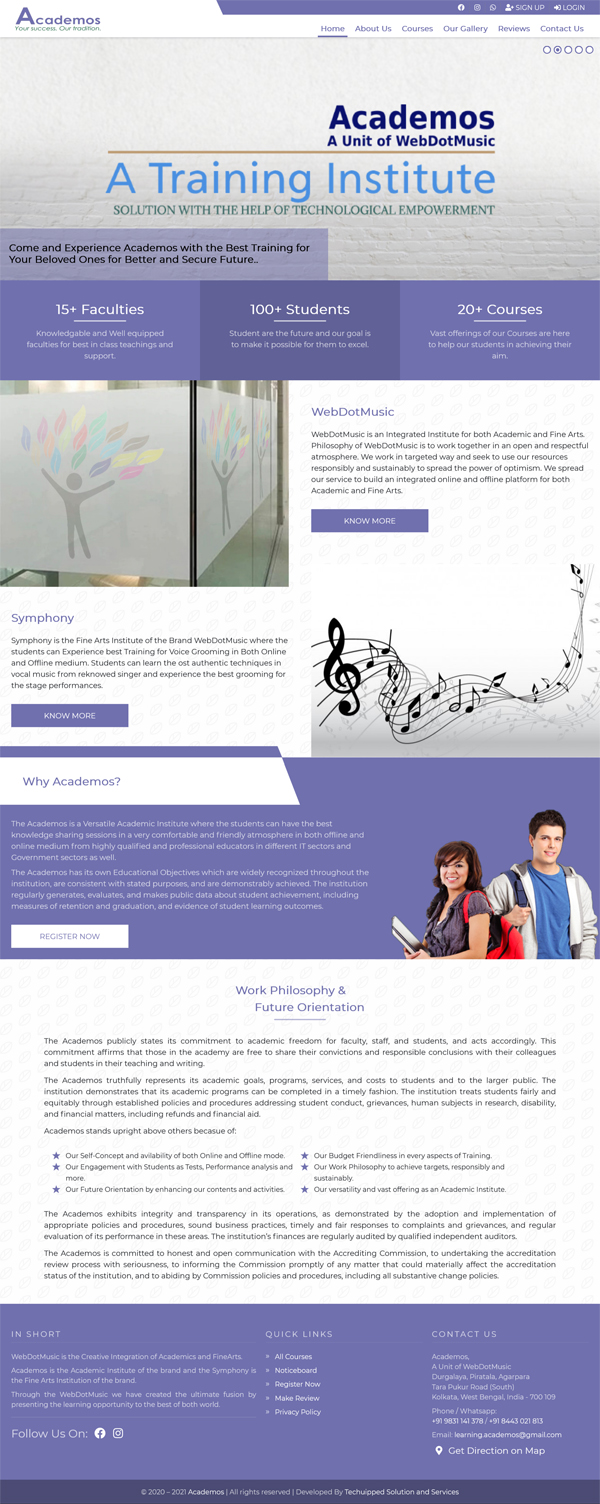 SIGN UP LOGIN
Academos
Your success. Our tradition.
Home About Us Courses Our Gallery Reviews Contact Us
Academos
A Unit of WebDotMusic
A Training Institute
SOLUTION WITH THE HELP OF TECHNOLOGICAL EMPOWERMENT
Come and Experience Academos with the Best Training for
Your Beloved Ones for Better and Secure Future..
15+ Faculties
Knowledgable and Well equipped
faculties for best in class teachings and
support.
100+ Students
Student are the future and our goal is
to make it possible for them to excel.
20+ Courses
Vast offerings of our Courses are here
to help our students in achieving their
aim.
WebDotMusic
WebDotMusic is an Integrated Institute for both Academic and Fine Arts.
Philosophy of WebDotMusic is to work together in an open and respectful
atmosphere. We work in targeted way and seek to use our resources
responsibly and sustainably to spread the power of optimism. We spread
our service to build an integrated online and offline platform for both
Academic and Fine Arts.
KNOW MORE
Symphony
Symphony is the Fine Arts Institute of the Brand WebDotMusic where the
students can Experience best Training for Voice Grooming in Both Online
and Offline medium. Students can learn the ost authentic techniques in
vocal music from reknowned singer and experience the best grooming for
the stage performances.
KNOW MORE
Why Academos?
The Academos is a Versatile Academic Institute where the students can have the best
knowledge sharing sessions in a very comfortable and friendly atmosphere in both offline and
online medium from highly qualified and professional educators in different IT sectors and
Government sectors as well.
The Academos has its own Educational Objectives which are widely recognized throughout the
institution, are consistent with stated purposes, and are demonstrably achieved. The institution
regularly generates, evaluates, and makes public data about student achievement, including
measures of retention and graduation, and evidence of student learning outcomes.
REGISTER NOW
Work Philosophy &
Future Orientation
The Academos publicly states its commitment to academic freedom for faculty, staff, and students, and acts accordingly. This
commitment affirms that those in the academy are free to share their convictions and responsible conclusions with their colleagues
and students in their teaching and writing.
The Academos truthfully represents its academic goals, programs, services, and costs to students and to the larger public. The
institution demonstrates that its academic programs can be completed in a timely fashion. The institution treats students fairly and
equitably through established policies and procedures addressing student conduct, grievances, human subjects in research, disability,
and financial matters, including refunds and financial aid.
Academos stands upright above others becasue of:
Our Self-Concept and avilability of both Online and Offline mode.
Our Engagement with Students as Tests, Performance analysis and
more.
Our Future Orientation by enhancing our contents and activities.
Our Budget Friendliness in every aspects of Training.
Our Work Philosophy to achieve targets, responsibly and
sustainably.
Our versatility and vast offering as an Academic Institute.
The Academos exhibits integrity and transparency in its operations, as demonstrated by the adoption and implementation of
appropriate policies and procedures, sound business practices, timely and fair responses to complaints and grievances, and regular
evaluation of its performance in these areas. The institution's finances are regularly audited by qualified independent auditors.
The Academos is committed to honest and open communication with the Accrediting Commission, to undertaking the accreditation
review process with seriousness, to informing the Commission promptly of any matter that could materially affect the accreditation
status of the institution, and to abiding by Commission policies and procedures, including all substantive change policies.
IN SHORT
WebDotMusic is the Creative Integration of Academics and FineArts.
Academos is the Academic Institute of the brand and the Symphony is
the Fine Arts Institution of the brand.
Through the WebDotMusic we have created the ultimate fusion by
presenting the learning opportunity to the best of both world.
Follow Us On:
QUICK LINKS
» All Courses
» Noticeboard
» Register Now
» Make Review
» Privacy Policy
CONTACT US
Academos,
A Unit of WebDotMusic
Durgalaya, Piratala, Agarpara
Tara Pukur Road (South)
Kolkata, West Bengal, India - 700 109
Phone / Whatsapp:
+91 9831 141 378 / +91 8443 021 813
Email: learning.academos@gmail.com
Get Direction on Map
© 2020 – 2021 Academos | All rights reserved | Developed By Techuipped Solution and Services